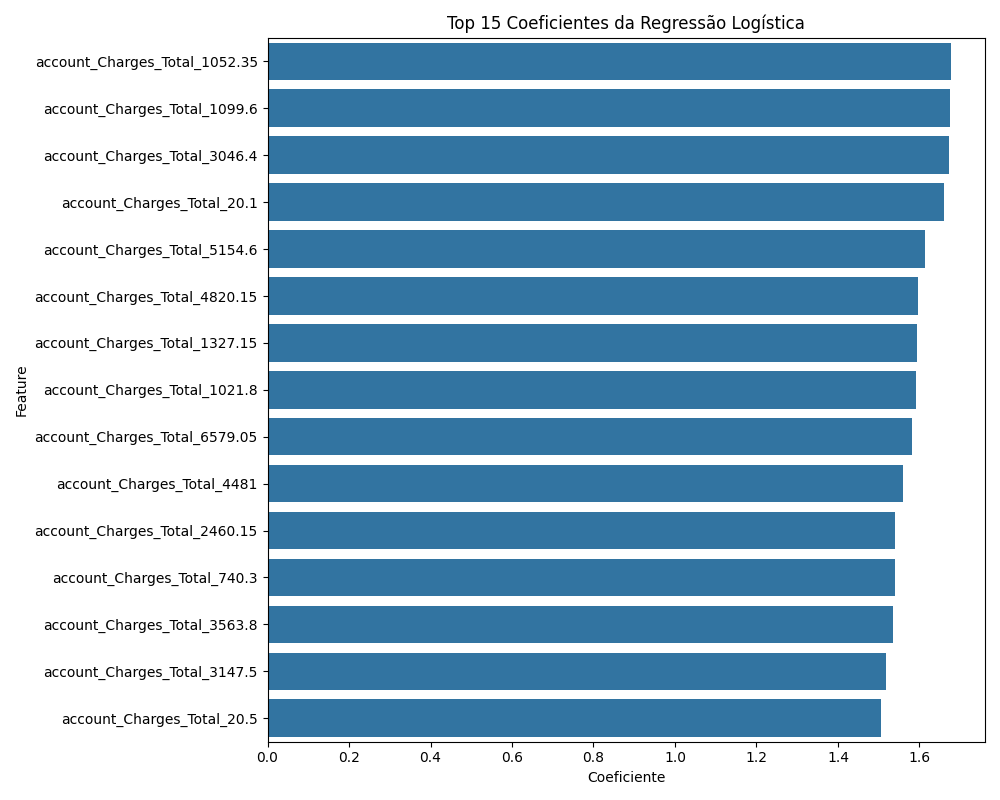 Top 15 Coeficientes da Regressão Logística
account_Charges_Total_1052.35
account_Charges_Total_1099.6
account_Charges_Total_3046.4
account_Charges_Total_20.1
account_Charges_Total_5154.6
account_Charges_Total_4820.15
account_Charges_Total_1327.15
account_Charges_Total_1021.8
account_Charges_Total_6579.05
account_Charges_Total_4481
account_Charges_Total_2460.15
account_Charges_Total_740.3
account_Charges_Total_3563.8
account_Charges_Total_3147.5
account_Charges_Total_20.5
Feature
0.0 0.2 0.4 0.6 0.8 1.0 1.2 1.4 1.6
Coeficiente